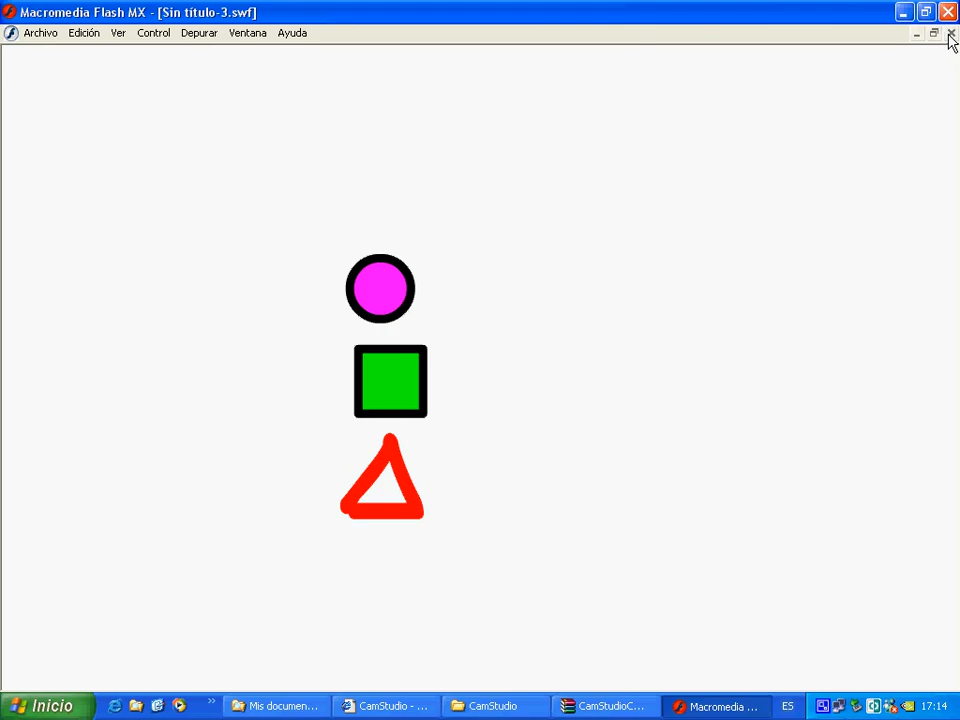 Macromedia Flash MX - [Sin título-3.swf]
Archivo Edición Ver Control Depurar Ventana Ayuda
Inicio » Mis documen... CamStudio - ... CamStudio CamStudioC... Macromedia ... ES 17:14